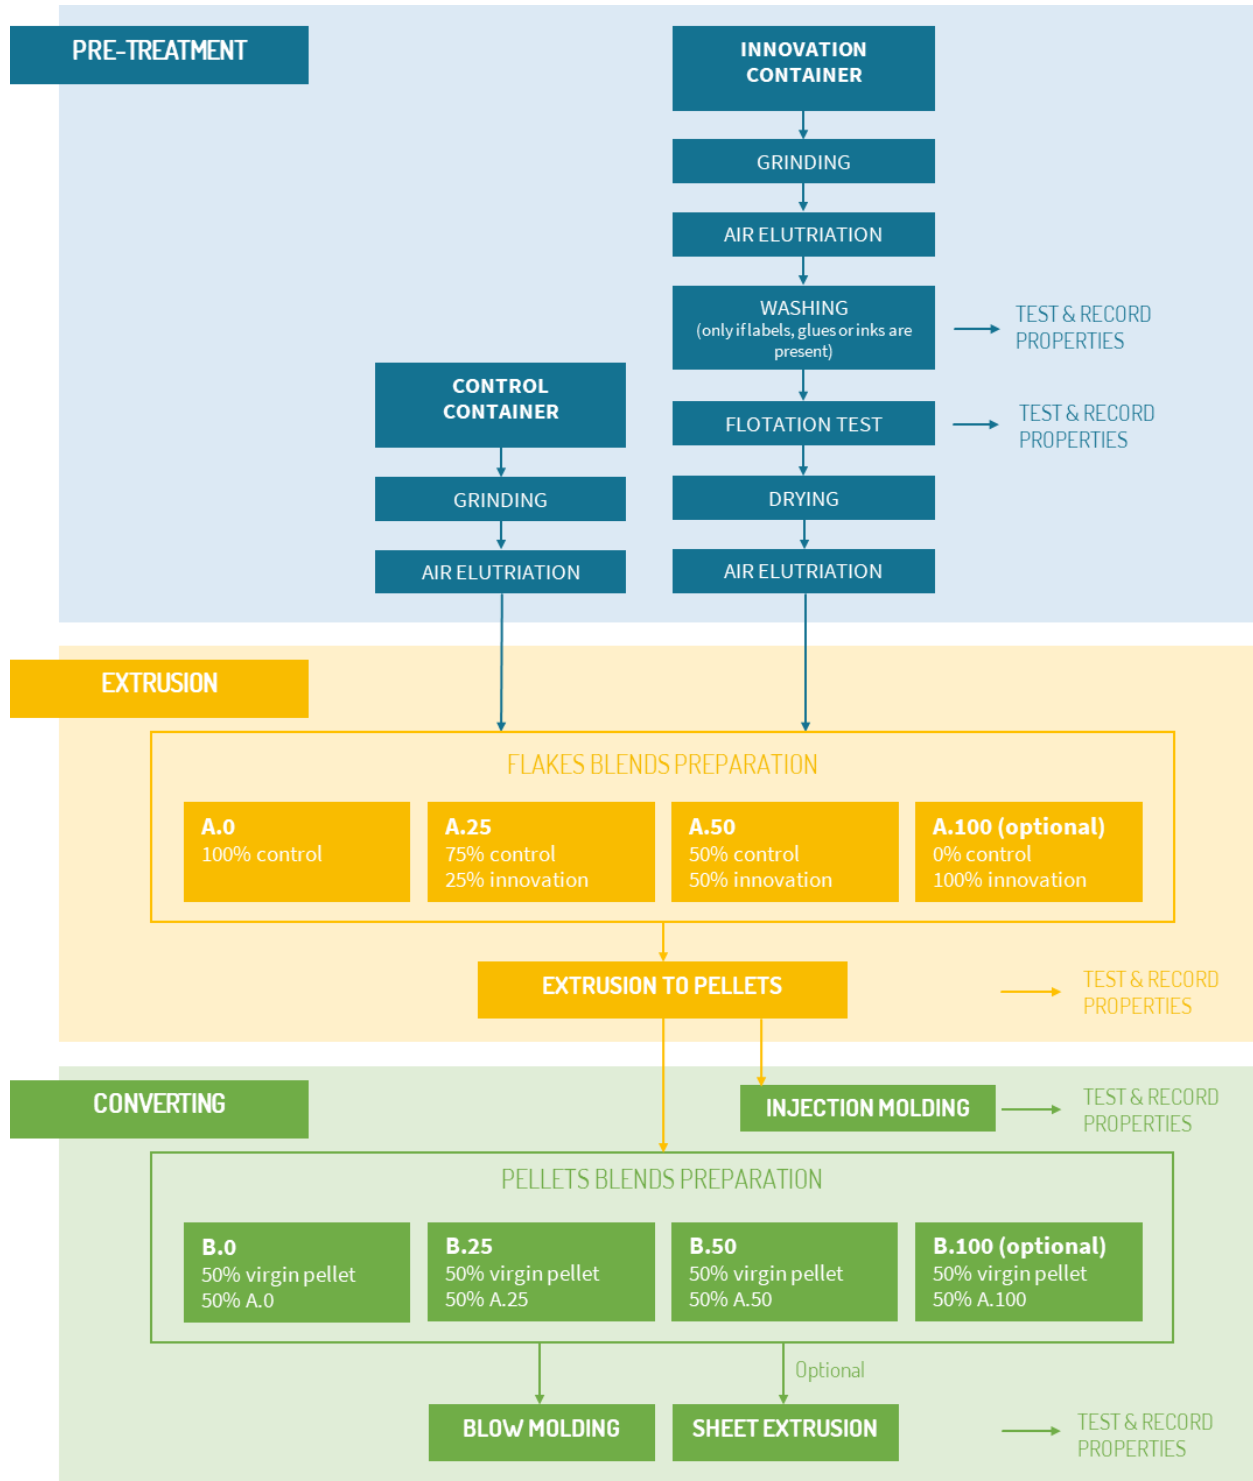 PRE-TREATMENT
INNOVATION
CONTAINER
GRINDING
AIR ELUTRIATION
WASHING
(only if labels, glues or inks are
present)
TEST & RECORD
PROPERTIES
CONTROL
CONTAINER
FLOTATION TEST
TEST & RECORD
PROPERTIES
GRINDING
DRYING
AIR ELUTRIATION
AIR ELUTRIATION
EXTRUSION
FLAKES BLENDS PREPARATION
A.0
100% control
A.25
75% control
25% innovation
A.50
50% control
50% innovation
A.100 (optional)
0% control
100% innovation
EXTRUSION TO PELLETS
TEST & RECORD
PROPERTIES
CONVERTING
INJECTION MOLDING
TEST & RECORD
PROPERTIES
PELLETS BLENDS PREPARATION
B.0
50% virgin pellet
50% A.0
B.25
50% virgin pellet
50% A.25
B.50
50% virgin pellet
50% A.50
B.100 (optional)
50% virgin pellet
50% A.100
Optional
BLOW MOLDING
SHEET EXTRUSION
TEST & RECORD
PROPERTIES